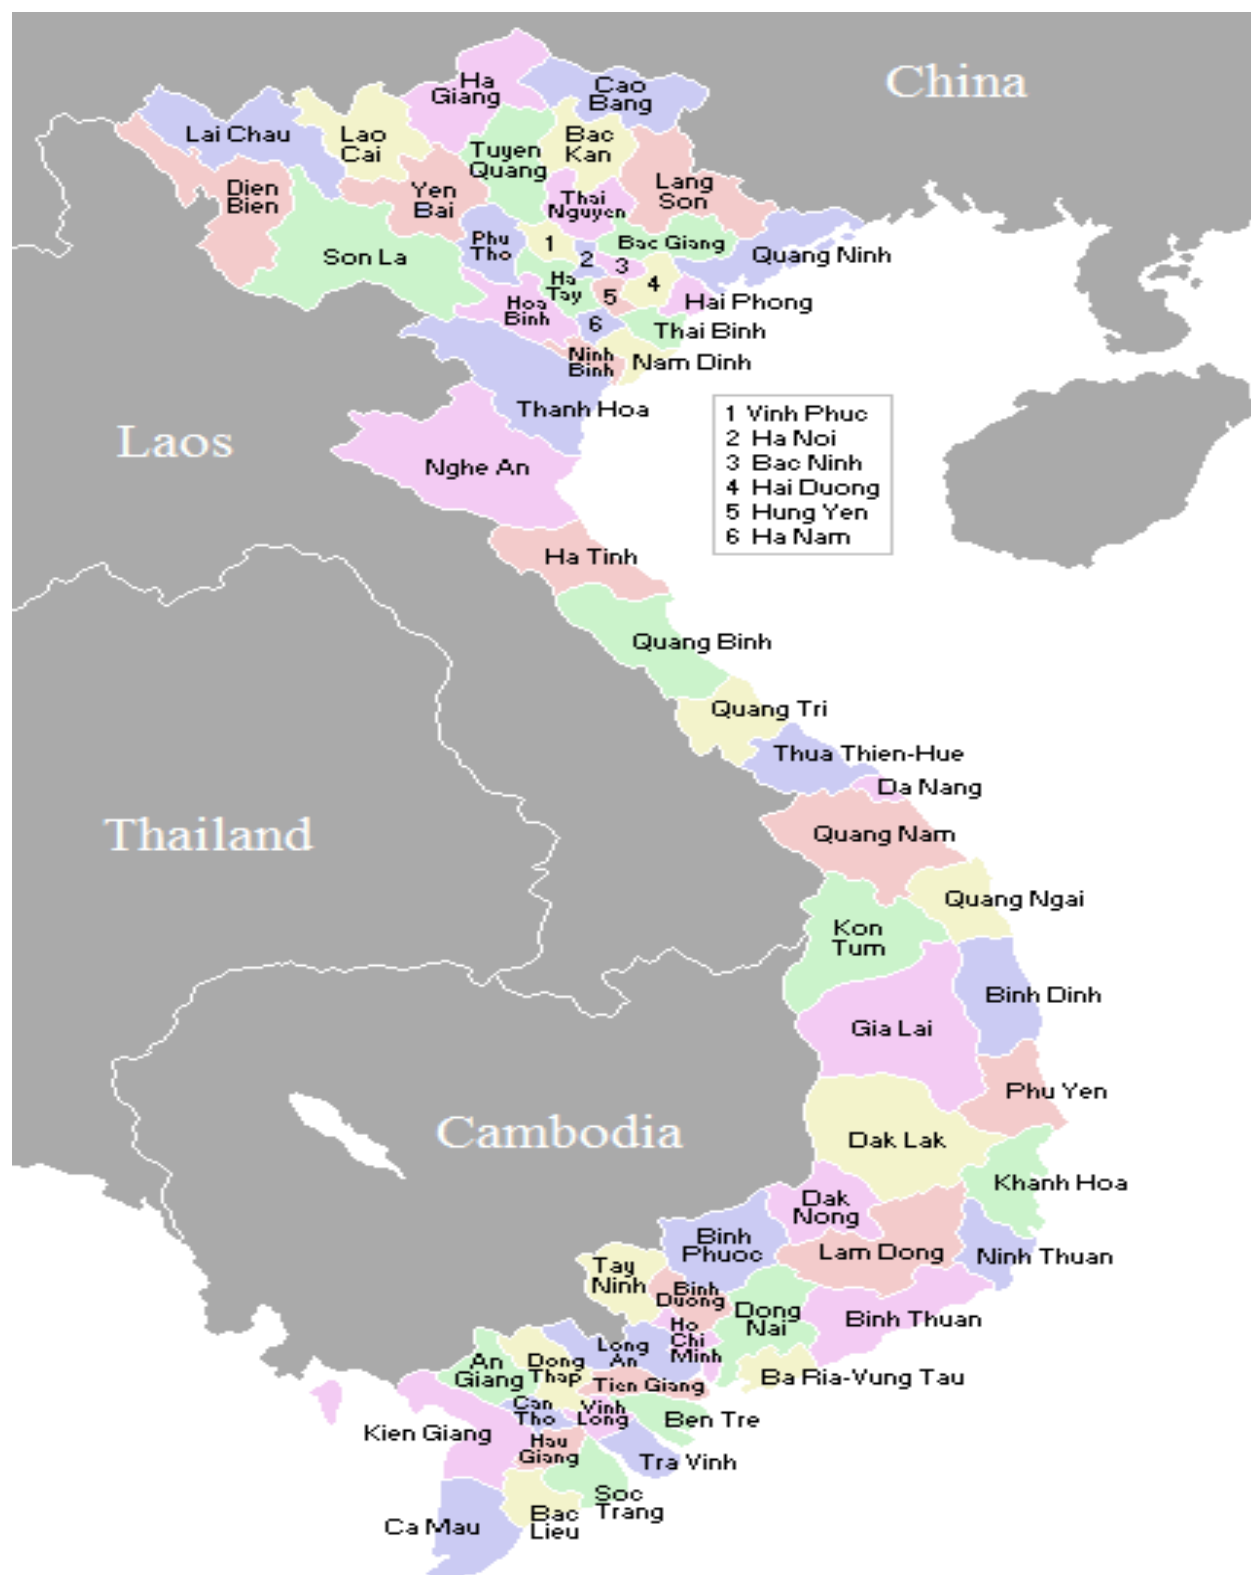 China
Ha
Giang
Cao
Bang
Lai Chau
Lao
Cai
Bac
Kan
Tuyen
Quang
Dien
Bien
Yen
Bai
Lang
Son
Thai
Nguyen
Phu
Tho
1
Bac Giang
Son La
2
3
Quang Ninh
Ha
Tay
4
5
Hoa
Binh
Hai Phong
6
Thai Binh
Ninh
Binh
Nam Dinh
Thanh Hoa
Laos
1 Vinh Phuc
2 Ha Noi
3 Bac Ninh
4 Hai Duong
5 Hung Yen
6 Ha Nam
Nghe An
Ha Tinh
Quang Binh
Quang Tri
Thua Thien-Hue
Da Nang
Thailand
Quang Nam
Quang Ngai
Kon
Tum
Binh Dinh
Gia Lai
Phu Yen
Cambodia
Dak Lak
Khanh Hoa
Dak
Nong
Binh
Phuoc
Lam Dong
Ninh Thuan
Tay
Ninh
Binh
Duong
Dong
Nai
Binh Thuan
Ho
Chi
Minh
Long
An
An
Giang
Dong
Thap
Tien Giang
Ba Ria-Vung Tau
Can
Tho
Vinh
Long
Ben Tre
Kien Giang
Hau
Giang
Tra Vinh
Soc
Trang
Bac
Lieu
Ca Mau